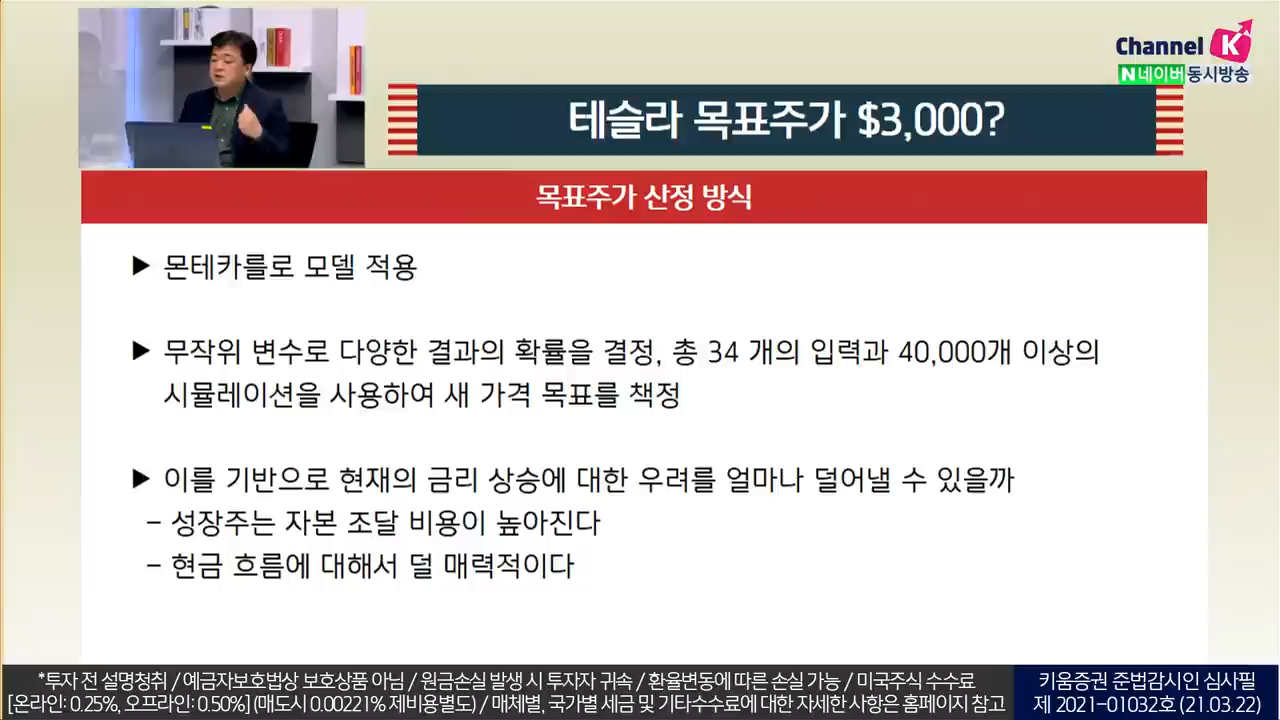 Channel K
N 네이버 동시방송
테슬라 목표주가 $3,000?
목표주가 산정 방식
▶ 몬테카를로 모델 적용
▶ 무작위 변수로 다양한 결과의 확률을 결정, 총 34 개의 입력과 40,000개 이상의
시뮬레이션을 사용하여 새 가격 목표를 책정
▶ 이를 기반으로 현재의 금리 상승에 대한 우려를 얼마나 덜어낼 수 있을까
– 성장주는 자본 조달 비용이 높아진다
– 현금 흐름에 대해서 덜 매력적이다
*투자 전 설명청취 / 예금자보호법상 보호상품 아님 / 원금손실 발생 시 투자자 귀속 / 환율변동에 따른 손실 가능 / 미국주식 수수료
[온라인: 0.25%, 오프라인: 0.50%] (매도시 0.00221% 제비용별도) / 매체별, 국가별 세금 및 기타수수료에 대한 자세한 사항은 홈페이지 참고
키움증권 준법감시인 심사필
제 2021-01032호 (21.03.22)